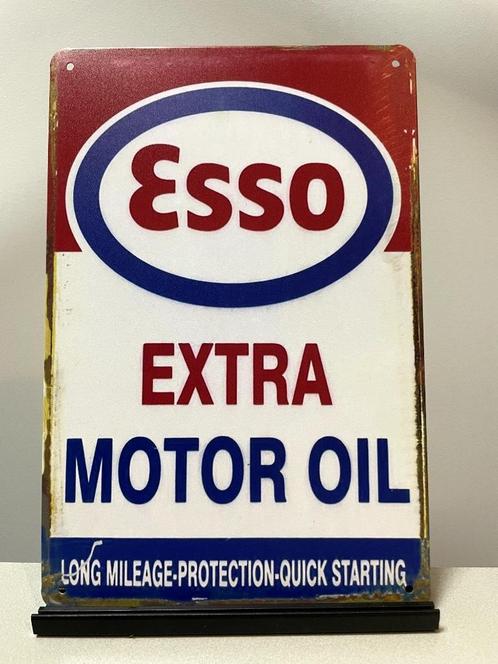 Esso
EXTRA
MOTOR OIL
LONG MILEAGE-PROTECTION-QUICK STARTING